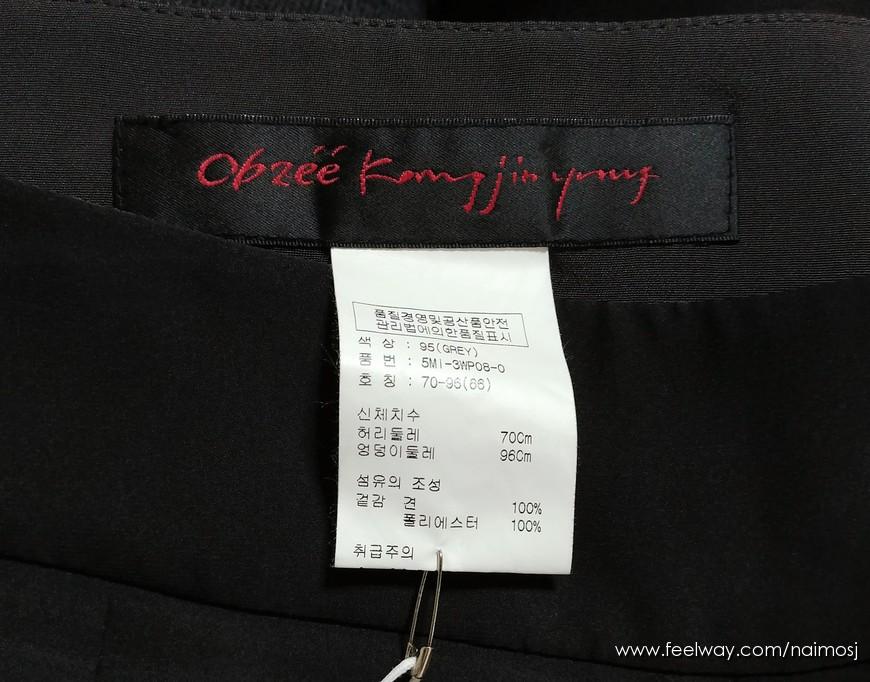 Obzéé Kangjinyung
품질경영및공산품안전
관리법에의한품질표시
색 상 : 95(GREY)
품 번 : 5MI-3WP08-0
호 칭 : 70-96(66)
신체치수
허리둘레 70Cm
엉덩이둘레 96Cm
섬유의 조성
겉감 견 100%
폴리에스터 100%
취급주의
www.feelway.com/naimosj